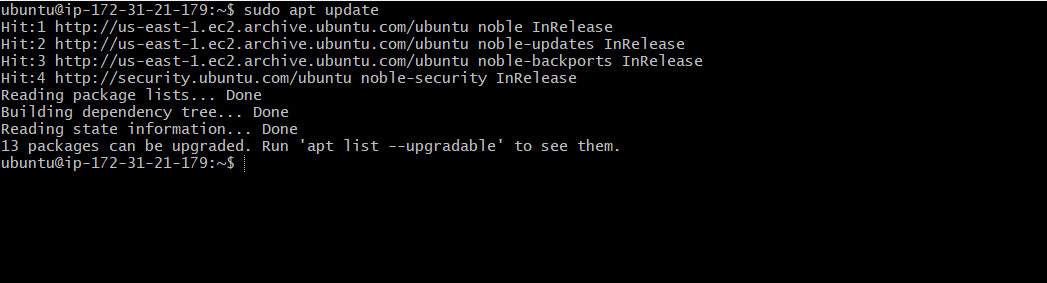 ubuntu@ip-172-31-21-179:~$ sudo apt update
Hit:1 http://us-east-1.ec2.archive.ubuntu.com/ubuntu noble InRelease
Hit:2 http://us-east-1.ec2.archive.ubuntu.com/ubuntu noble-updates InRelease
Hit:3 http://us-east-1.ec2.archive.ubuntu.com/ubuntu noble-backports InRelease
Hit:4 http://security.ubuntu.com/ubuntu noble-security InRelease
Reading package lists... Done
Building dependency tree... Done
Reading state information... Done
13 packages can be upgraded. Run 'apt list --upgradable' to see them.
ubuntu@ip-172-31-21-179:~$